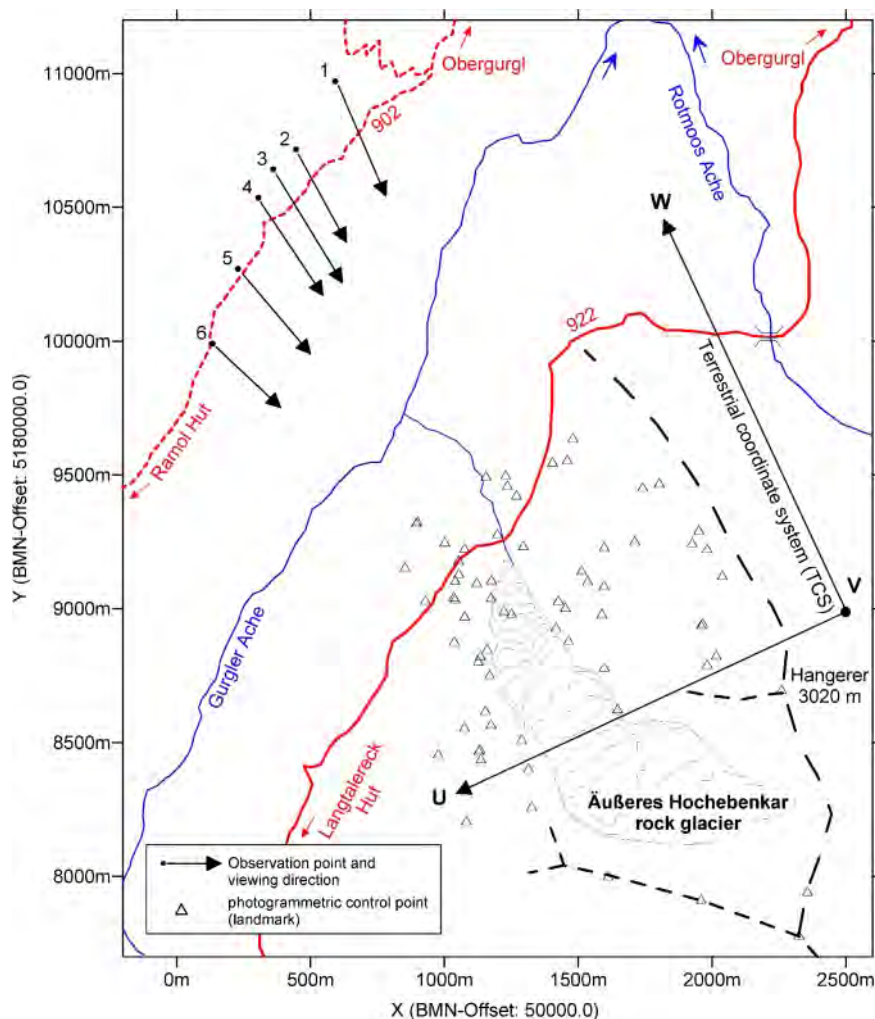 11000m
10500m
10000m
9500m
9000m
8500m
8000m
Y (BMN-Offset: 5180000.0)
0m
500m
1000m
1500m
2000m
2500m
X (BMN-Offset: 50000.0)
1
2
3
4
5
6
902
Obergurgl
Obergurgl
Rotmoos Ache
W
922
Terrestrial coordinate system (TCS)
V
Ramol Hut
Gurgler Ache
Hangerer
3020 m
U
Langtalereck
Hut
Äußeres Hochebenkar
rock glacier
Observation point and
viewing direction
photogrammetric control point
(landmark)